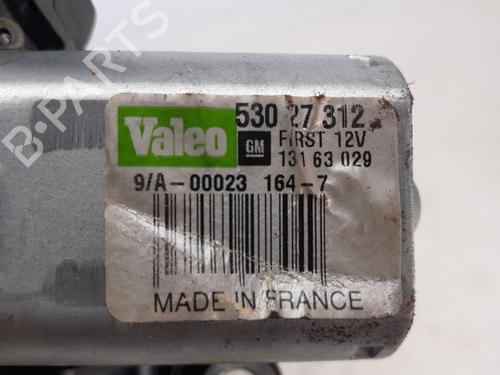 Valeo
530 27 312
GM
FIRST 12V
131 63 029
9/A-00023 164-7
MADE IN FRANCE
B-PARTS